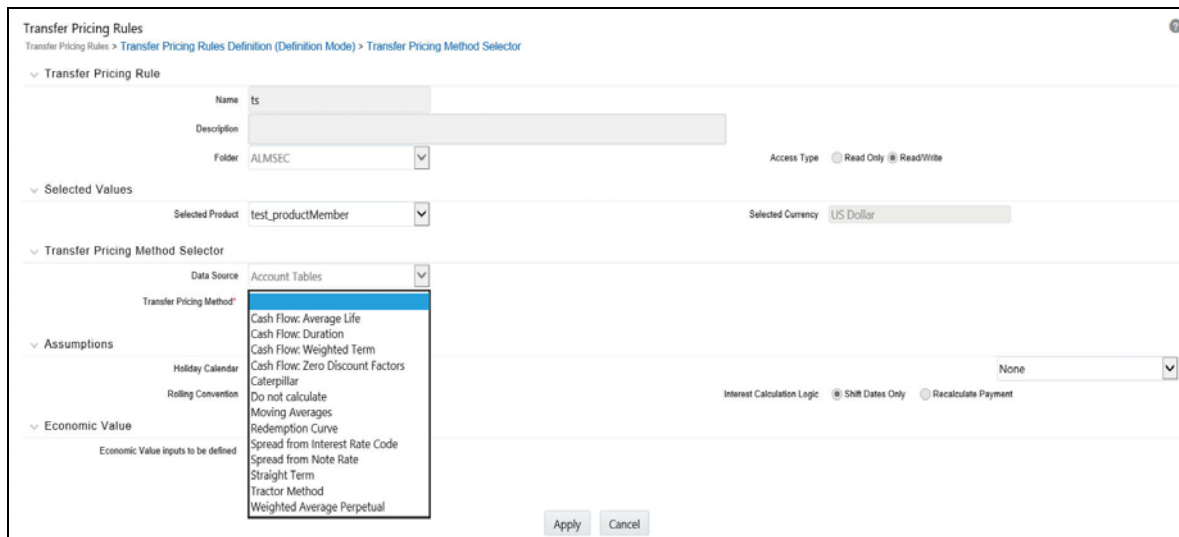 Transfer Pricing Rules
?
Transfer Pricing Rules > Transfer Pricing Rules Definition (Definition Mode) > Transfer Pricing Method Selector
Transfer Pricing Rule
Name ts
Description
Folder ALMSEC Access Type Read Only Read/Write
Selected Values
Selected Product test_productMember Selected Currency US Dollar
Transfer Pricing Method Selector
Data Source Account Tables
Transfer Pricing Method*
Cash Flow: Average Life
Cash Flow: Duration
Cash Flow: Weighted Term
Assumptions
Cash Flow: Zero Discount Factors
Holiday Calendar None
Caterpillar
Do not calculate
Rolling Convention Interest Calculation Logic Shift Dates Only Recalculate Payment
Moving Averages
Redemption Curve
Economic Value
Spread from Interest Rate Code
Economic Value inputs to be defined
Spread from Note Rate
Straight Term
Tractor Method
Weighted Average Perpetual
Apply Cancel